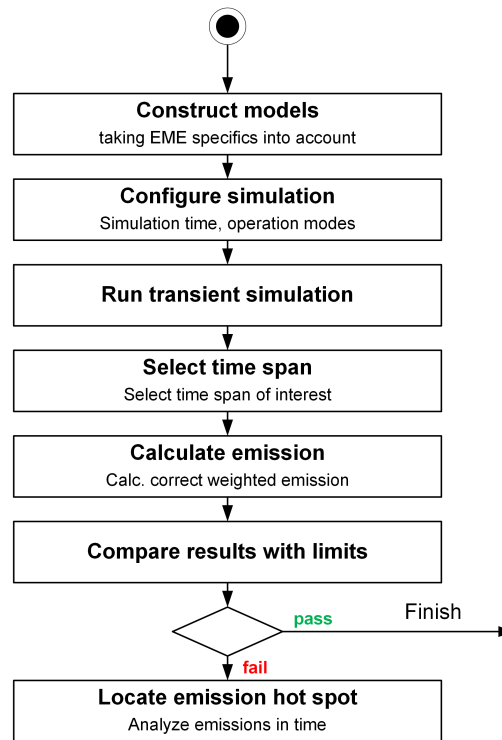 Construct models
taking EME specifics into account
Configure simulation
Simulation time, operation modes
Run transient simulation
Select time span
Select time span of interest
Calculate emission
Calc. correct weighted emission
Compare results with limits
pass
Finish
fail
Locate emission hot spot
Analyze emissions in time